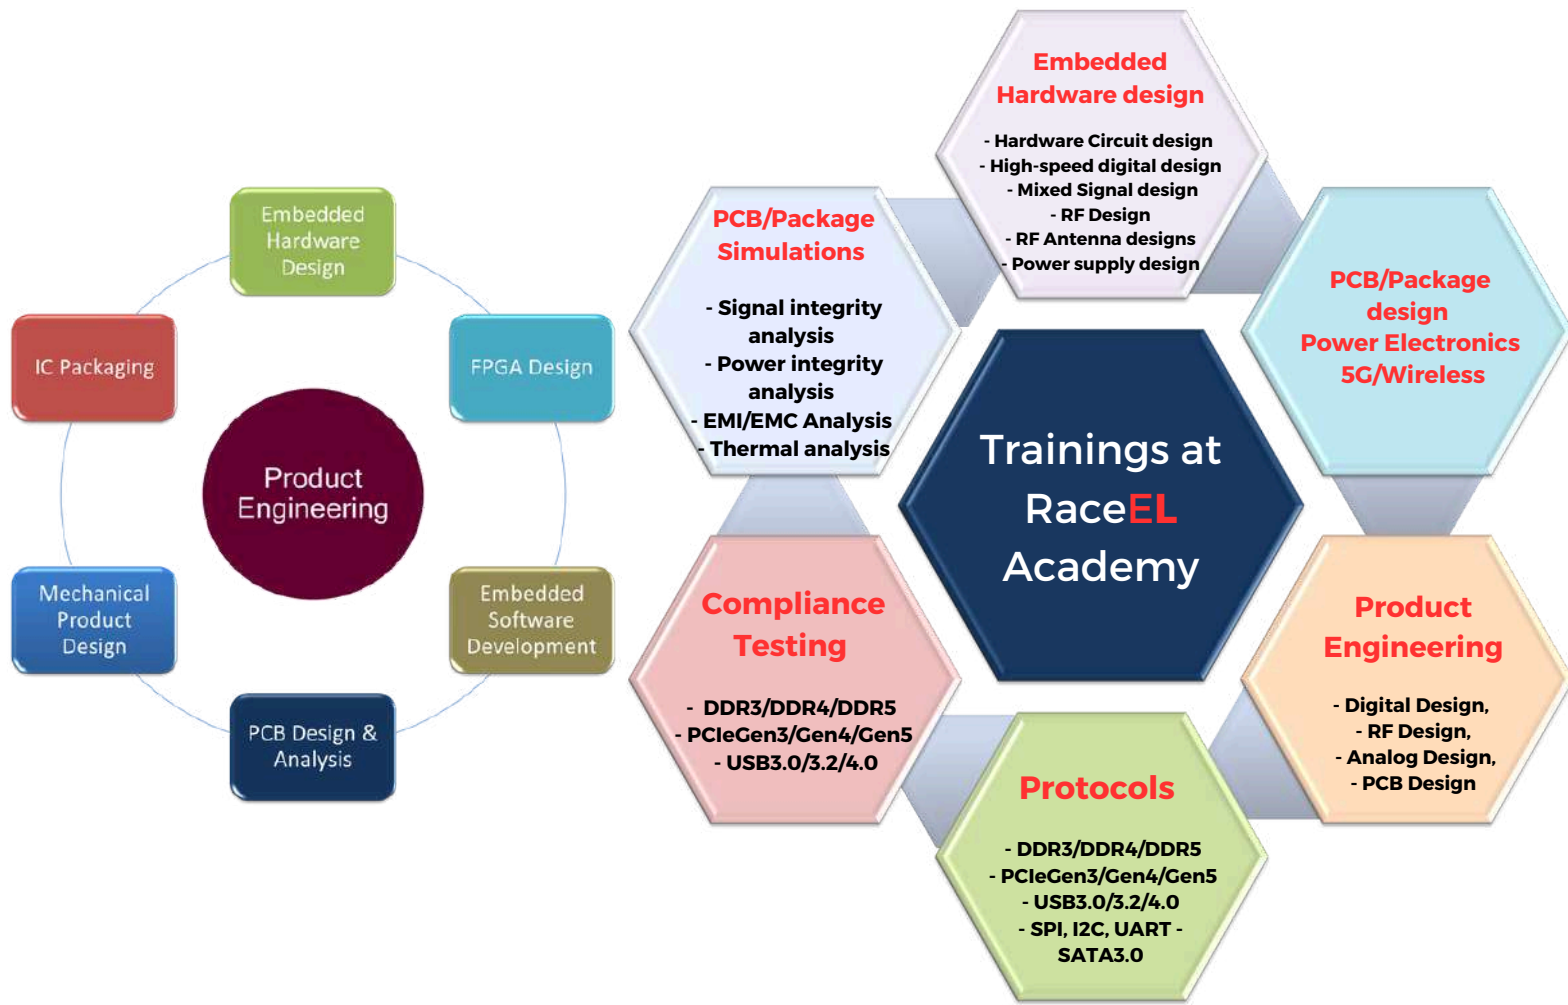 Embedded
Hardware
Design
FPGA Design
Embedded
Software
Development
PCB Design &
Analysis
Mechanical
Product
Design
IC Packaging
Product
Engineering
Embedded
Hardware design
- Hardware Circuit design
- High-speed digital design
- Mixed Signal design
- RF Design
- RF Antenna designs
- Power supply design
PCB/Package
design
Power Electronics
5G/Wireless
Product
Engineering
- Digital Design,
- RF Design,
- Analog Design,
- PCB Design
Protocols
- DDR3/DDR4/DDR5
- PCIeGen3/Gen4/Gen5
- USB3.0/3.2/4.0
- SPI, I2C, UART -
SATA3.0
Compliance
Testing
- DDR3/DDR4/DDR5
- PCIeGen3/Gen4/Gen5
- USB3.0/3.2/4.0
PCB/Package
Simulations
- Signal integrity
analysis
- Power integrity
analysis
- EMI/EMC Analysis
- Thermal analysis
Trainings at
RaceEL
Academy